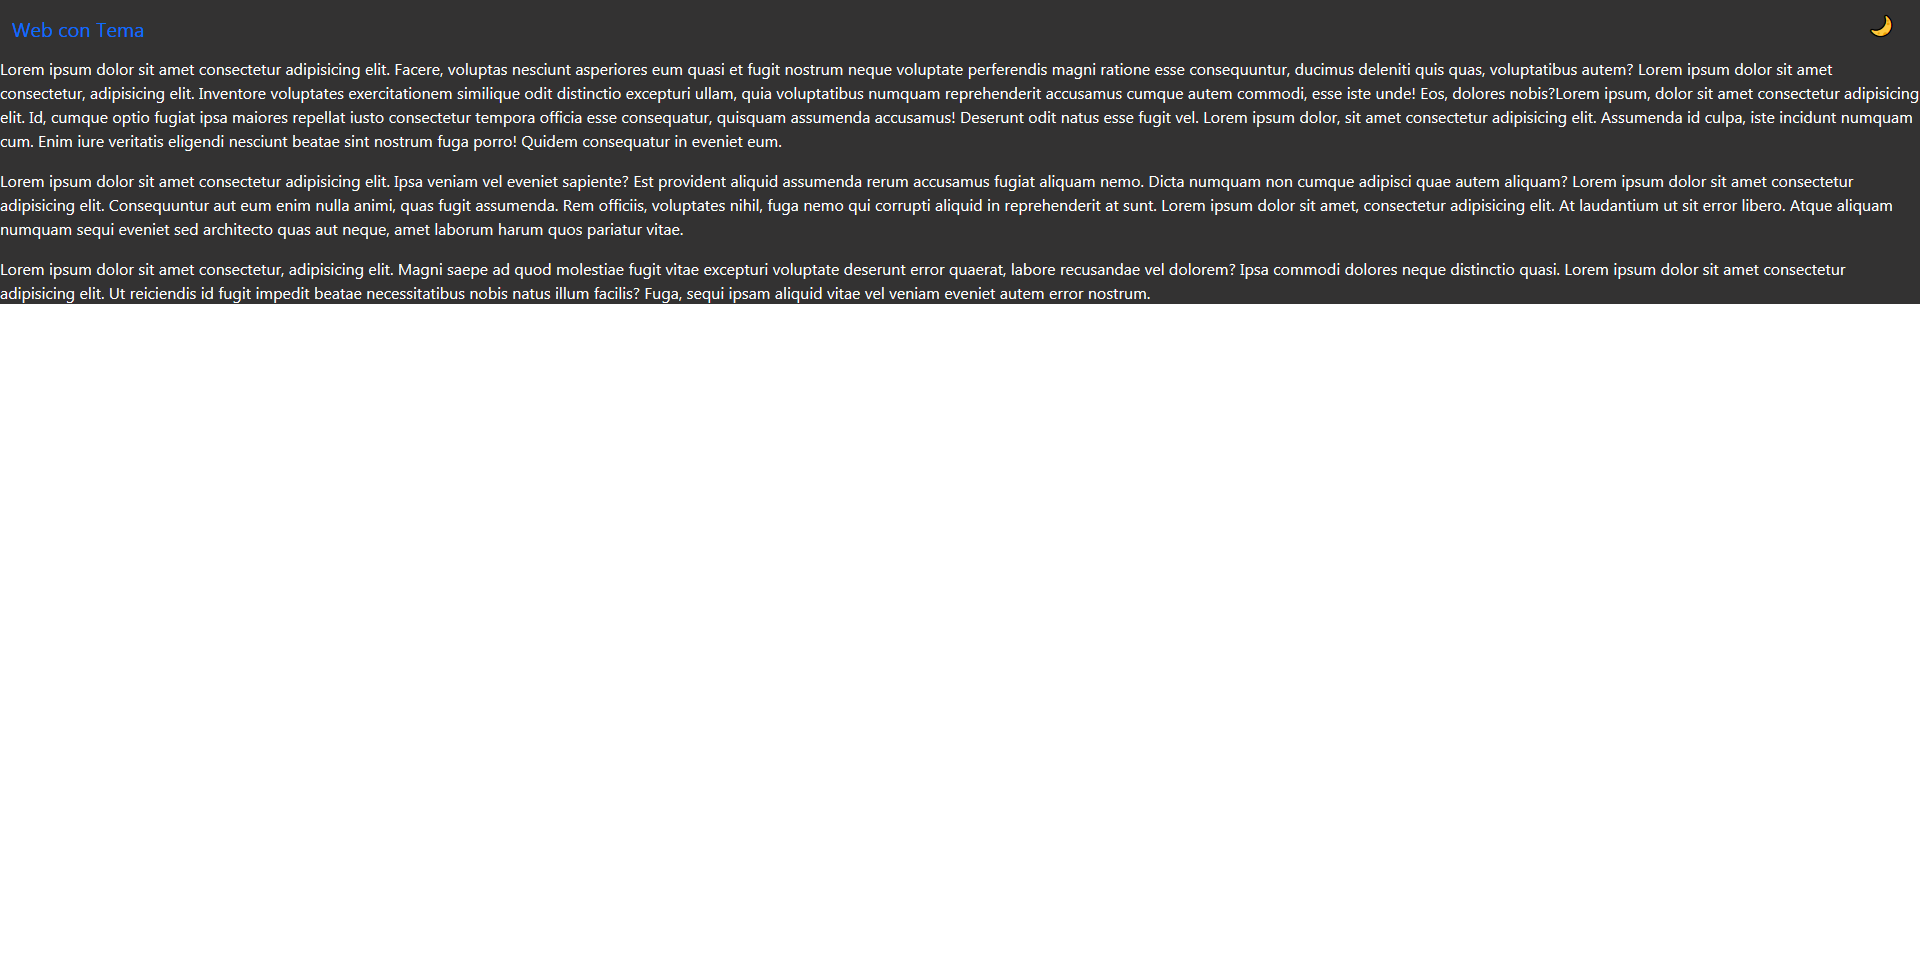 Web con Tema
Lorem ipsum dolor sit amet consectetur adipisicing elit. Facere, voluptas nesciunt asperiores eum quasi et fugit nostrum neque voluptate perferendis magni ratione esse consequuntur, ducimus deleniti quis quas, voluptatibus autem? Lorem ipsum dolor sit amet
consectetur, adipisicing elit. Inventore voluptates exercitationem similique odit distinctio excepturi ullam, quia voluptatibus numquam reprehenderit accusamus cumque autem commodi, esse iste unde! Eos, dolores nobis?Lorem ipsum, dolor sit amet consectetur adipisicing
elit. Id, cumque optio fugiat ipsa maiores repellat iusto consectetur tempora officia esse consequatur, quisquam assumenda accusamus! Deserunt odit natus esse fugit vel. Lorem ipsum dolor, sit amet consectetur adipisicing elit. Assumenda id culpa, iste incidunt numquam
cum. Enim iure veritatis eligendi nesciunt beatae sint nostrum fuga porro! Quidem consequatur in eveniet eum.
Lorem ipsum dolor sit amet consectetur adipisicing elit. Ipsa veniam vel eveniet sapiente? Est provident aliquid assumenda rerum accusamus fugiat aliquam nemo. Dicta numquam non cumque adipisci quae autem aliquam? Lorem ipsum dolor sit amet consectetur
adipisicing elit. Consequuntur aut eum enim nulla animi, quas fugit assumenda. Rem officiis, voluptates nihil, fuga nemo qui corrupti aliquid in reprehenderit at sunt. Lorem ipsum dolor sit amet, consectetur adipisicing elit. At laudantium ut sit error libero. Atque aliquam
numquam sequi eveniet sed architecto quas aut neque, amet laborum harum quos pariatur vitae.
Lorem ipsum dolor sit amet consectetur, adipisicing elit. Magni saepe ad quod molestiae fugit vitae excepturi voluptate deserunt error quaerat, labore recusandae vel dolorem? Ipsa commodi dolores neque distinctio quasi. Lorem ipsum dolor sit amet consectetur
adipisicing elit. Ut reiciendis id fugit impedit beatae necessitatibus nobis natus illum facilis? Fuga, sequi ipsam aliquid vitae vel veniam eveniet autem error nostrum.